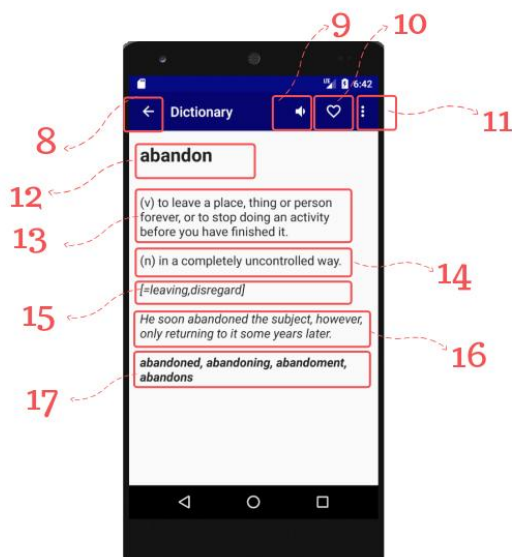 9
10
US 6:42
8
Dictionary
11
abandon
12
(v) to leave a place, thing or person
forever, or to stop doing an activity
before you have finished it.
13
(n) in a completely uncontrolled way.
14
[=leaving,disregard]
15
He soon abandoned the subject, however,
only returning to it some years later.
16
abandoned, abandoning, abandoment,
abandons
17